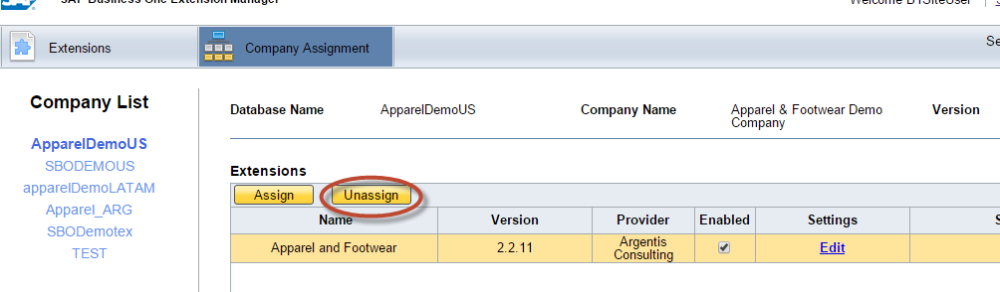 SAP Business One Extension Manager
Welcome B1SiteUser
Extensions
Company Assignment
Company List
ApparelDemoUS
SBODEMOUS
apparelDemoLATAM
Apparel_ARG
SBODemotex
TEST
Database Name ApparelDemoUS Company Name Apparel & Footwear Demo Version
Company
Extensions
Assign Unassign
Name Version Provider Enabled Settings
Apparel and Footwear 2.2.11 Argentis Edit
Consulting